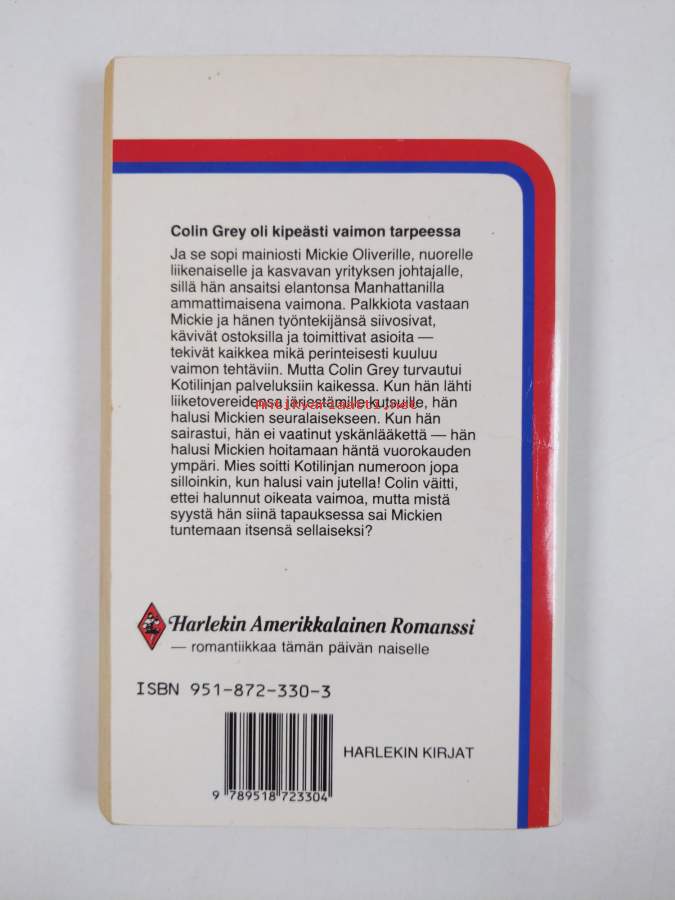 Colin Grey oli kipeästi vaimon tarpeessa
Ja se sopi mainiosti Mickie Oliverille, nuorelle
liikenaiselle ja kasvavan yrityksen johtajalle,
sillä hän ansaitsi elantonsa Manhattanilla
ammattimaisena vaimona. Palkkiota vastaan
Mickie ja hänen työntekijänsä siivosivat,
kävivät ostoksilla ja toimittivat asioita —
tekivät kaikkea mikä perinteisesti kuuluu
vaimon tehtäviin. Mutta Colin Grey turvautui
Kotilinjan palveluksiin kaikessa. Kun hän lähti
liiketovereidensa järjestämille kutsuille, hän
Antikvariaatti.net
halusi Mickien seuralaisekseen. Kun hän
sairastui, hän ei vaatinut yskänlääkettä — hän
halusi Mickien hoitamaan häntä vuorokauden
ympäri. Mies soitti Kotilinjan numeroon jopa
silloinkin, kun halusi vain jutella! Colin väitti,
ettei halunnut oikeata vaimoa, mutta mistä
syystä hän siinä tapauksessa sai Mickien
tuntemaan itsensä sellaiseksi?
Harlekin Amerikkalainen Romanssi
— romantiikkaa tämän päivän naiselle
ISBN 951-872-330-3
HARLEKIN KIRJAT
9 789518 723304